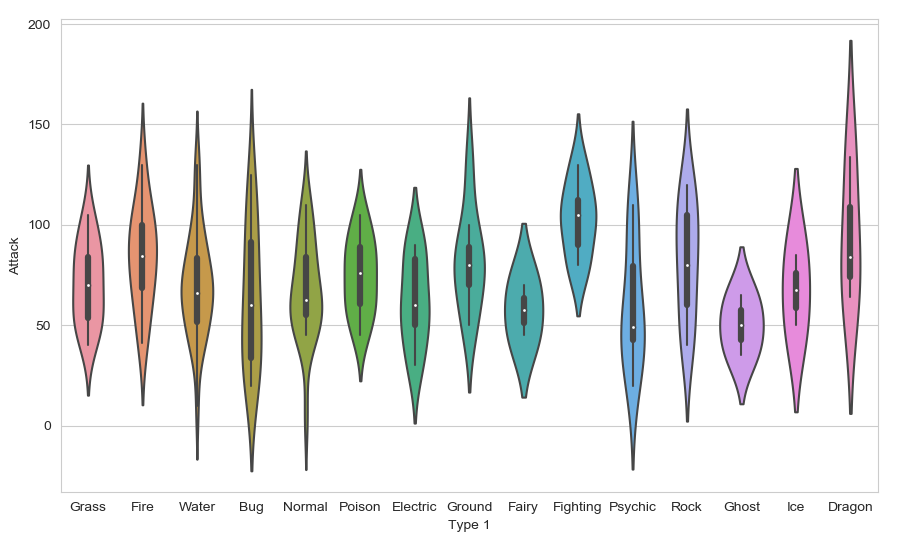 200
150
100
50
0
Attack
Grass Fire Water Bug Normal Poison Electric Ground Fairy Fighting Psychic Rock Ghost Ice Dragon
Type 1